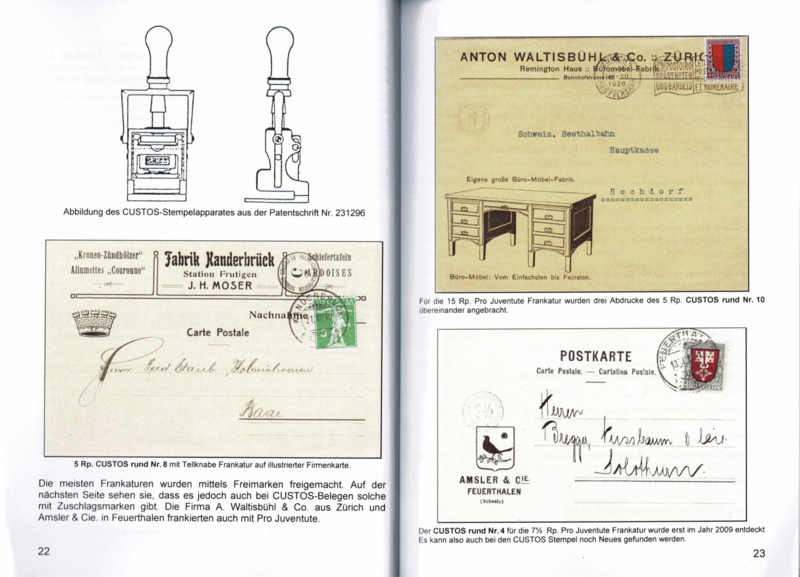 Abbildung des CUSTOS-Stempelapparates aus der Patentschrift Nr. 231296
„Kronen-Zündhölzer"
Allumettes „Couronne"
Fabrik Kanderbrück
Station Frutigen
J. H. MOSER
Schiefertafeln
ARDOISES
Nachnahme
Carte Postale
5 Rp. CUSTOS rund Nr. 8 mit Tellknabe Frankatur auf illustrierter Firmenkarte.
Die meisten Frankaturen wurden mittels Freimarken freigemacht. Auf der
nächsten Seite sehen sie, dass es jedoch auch bei CUSTOS-Belegen solche
mit Zuschlagsmarken gibt. Die Firma A. Waltisbühl & Co. aus Zürich und
Amsler & Cie. in Feuerthalen frankierten auch mit Pro Juventute.
22
ANTON WALTISBÜHL & Co. :: ZÜRICH
Remington Haus :: Büromöbel-Fabrik
Bahnhofstrasse
1920
ET NUMERAIRE
Schweiz. Seethalbahn
Hauptkasse
Hochdorf
Eigene große Büro-Möbel-Fabrik.
Büro-Möbel: Vom Einfachsten bis Feinsten.
Für die 15 Rp. Pro Juventute Frankatur wurden drei Abdrucke des 5 Rp. CUSTOS rund Nr. 10
übereinander angebracht.
POSTKARTE
Carte Postale. — Cartolina Postale.
FEUERTHAL
Herren
Solothurn
AMSLER & CIE
FEUERTHALEN
(Schweiz)
Der CUSTOS rund Nr. 4 für die 7½ Rp. Pro Juventute Frankatur wurde erst im Jahr 2009 entdeckt
Es kann also auch bei den CUSTOS Stempel noch Neues gefunden werden.
23